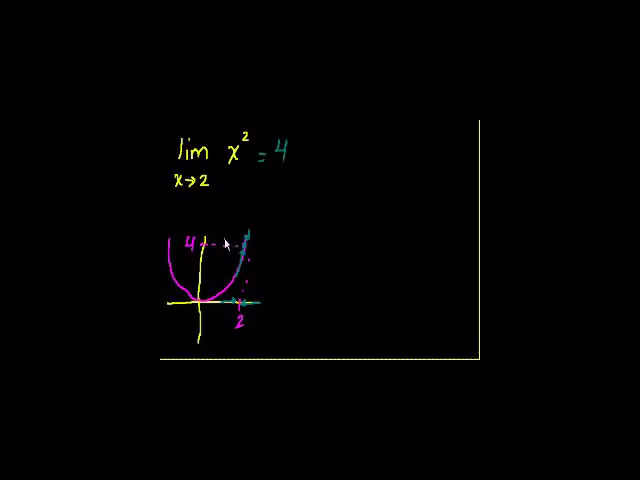 lim x² = 4
x→2
4
2